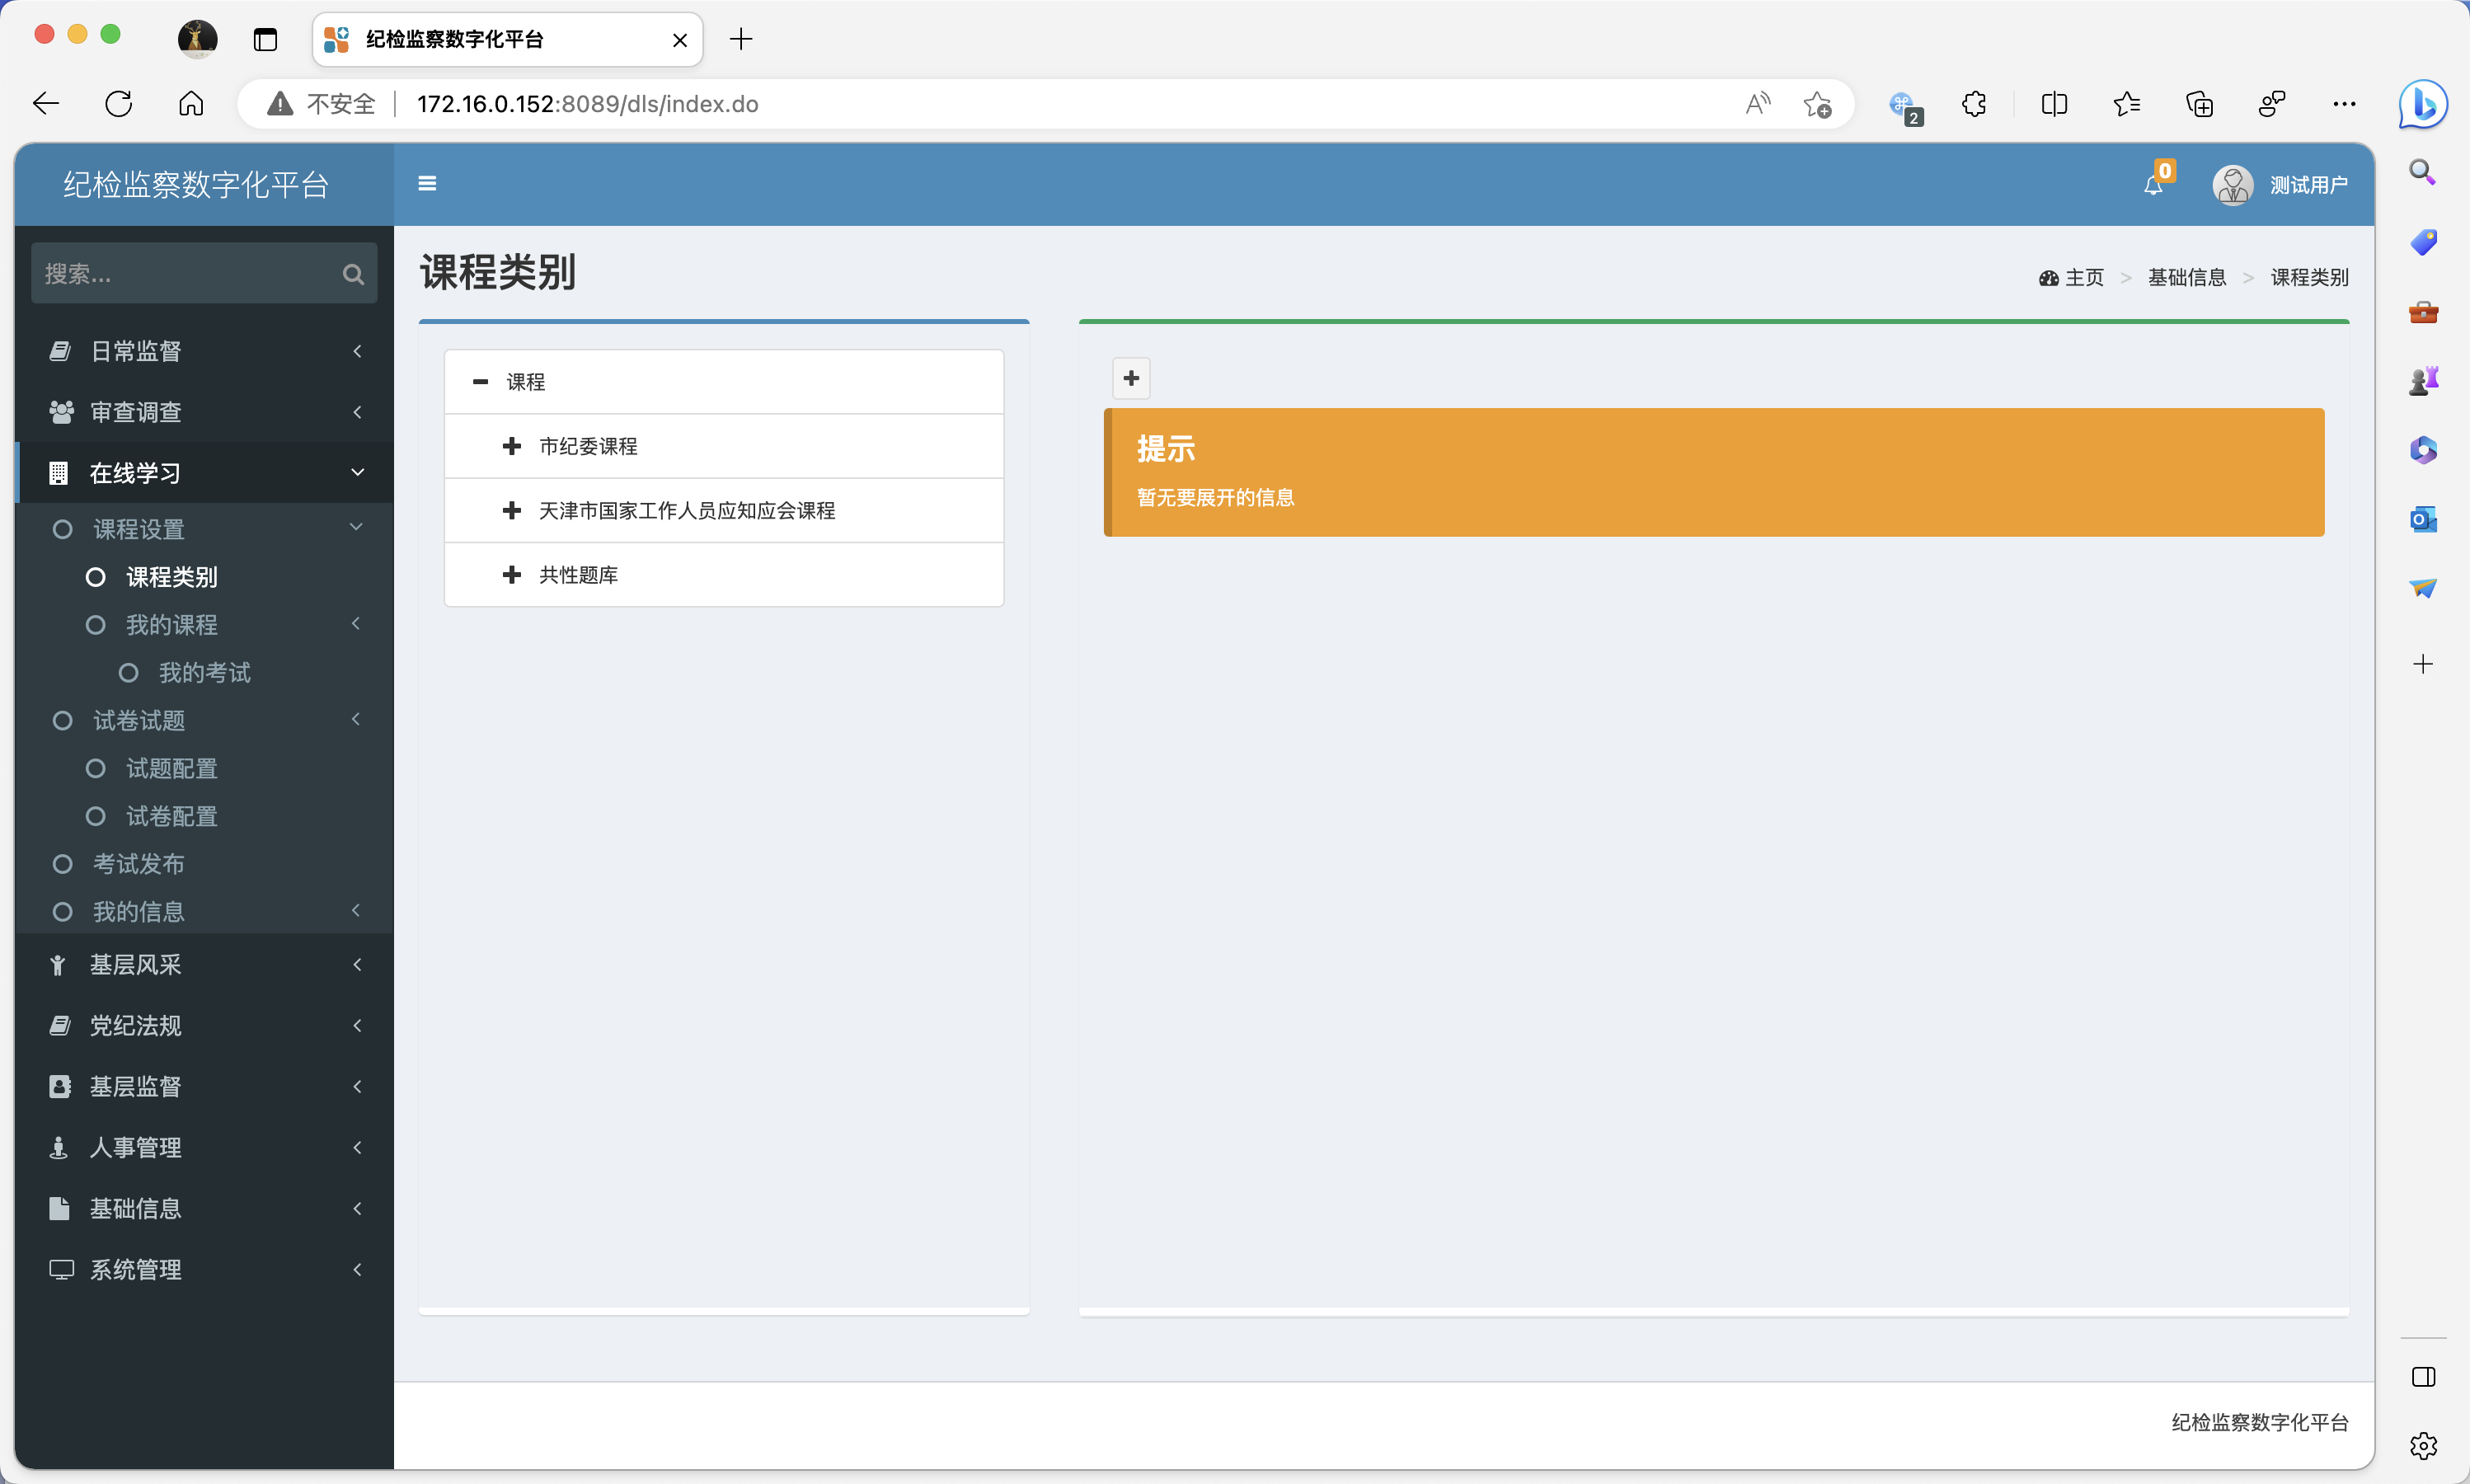 纪检监察数字化平台
不安全 172.16.0.152:8089/dls/index.do
2
纪检监察数字化平台
0
测试用户
搜索...
日常监督
审查调查
在线学习
课程设置
课程类别
我的课程
我的考试
试卷试题
试题配置
试卷配置
考试发布
我的信息
基层风采
党纪法规
基层监督
人事管理
基础信息
系统管理
课程类别
主页 > 基础信息 > 课程类别
课程
市纪委课程
天津市国家工作人员应知应会课程
共性题库
提示
暂无要展开的信息
纪检监察数字化平台